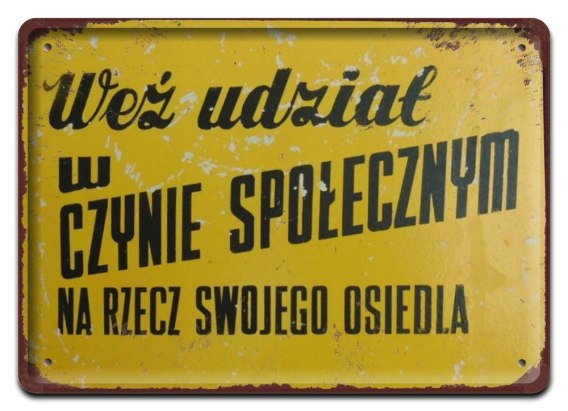 Weź udział
w
CZYNIE SPOŁECZNYM
NA RZECZ SWOJEGO OSIEDLA